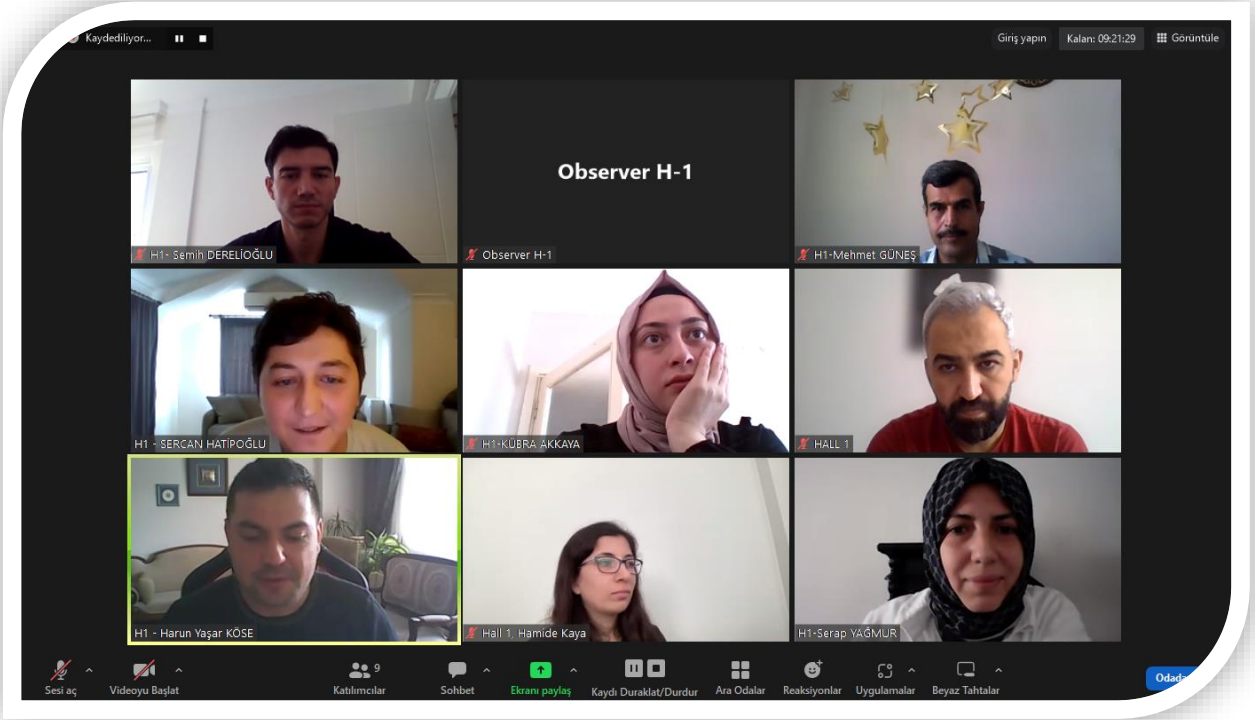 Kaydediliyor...
Giriş yapın
Kalan: 09:21:29
Görüntüle
Observer H-1
H1- Semih DERELİOĞLU
Observer H-1
H1-Mehmet GÜNEŞ
H1 - SERCAN HATİPOĞLU
H1-KÜBRA AKKAYA
HALL 1
H1 - Harun Yaşar KÖSE
Hall 1, Hamide Kaya
H1-Serap YAĞMUR
9
Sesi aç
Videoyu Başlat
Katılımcılar
Sohbet
Ekranı paylaş
Kaydı Duraklat/Durdur
Ara Odalar
Reaksiyonlar
Uygulamalar
Beyaz Tahtalar